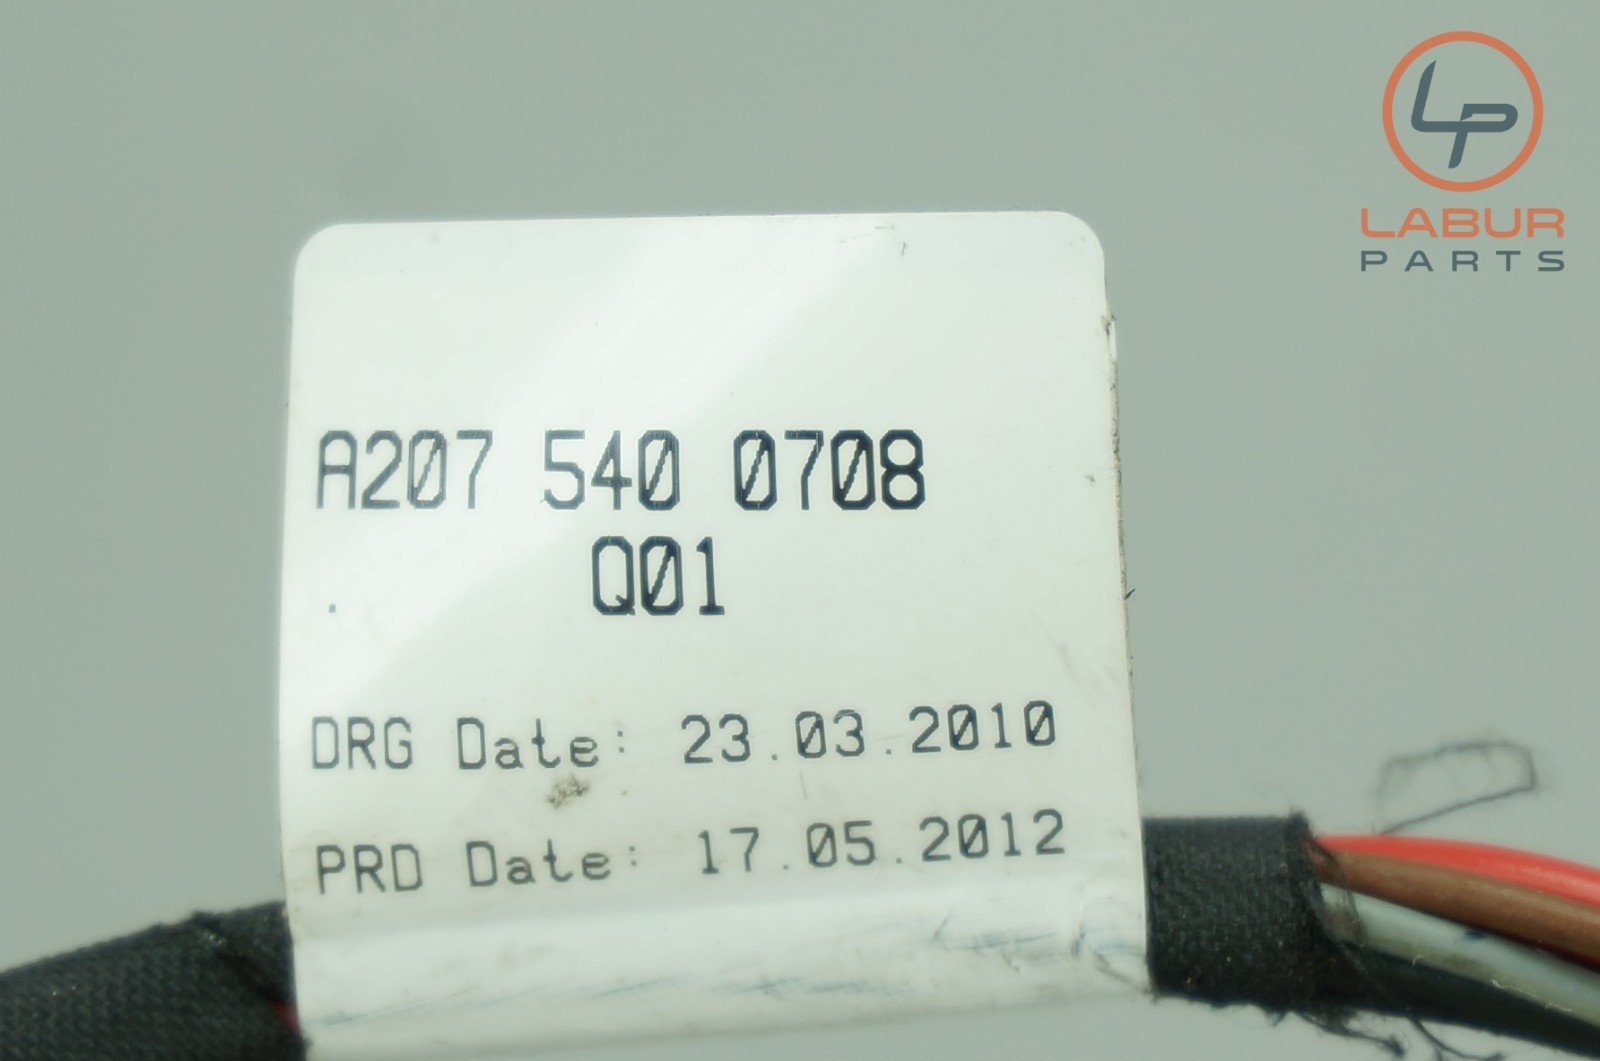 LP
LABUR
PARTS
A207 540 0708
Q01
DRG Date: 23.03.2010
PRD Date: 17.05.2012